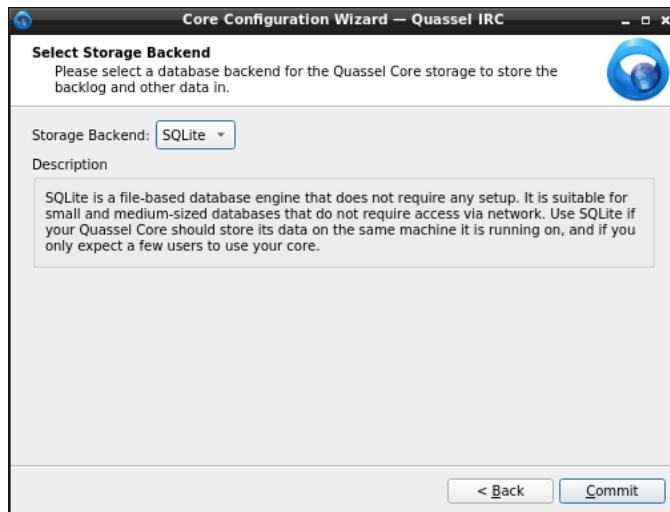 Core Configuration Wizard — Quassel IRC
Select Storage Backend
Please select a database backend for the Quassel Core storage to store the
backlog and other data in.
Storage Backend: SQLite
Description
SQLite is a file-based database engine that does not require any setup. It is suitable for
small and medium-sized databases that do not require access via network. Use SQLite if
your Quassel Core should store its data on the same machine it is running on, and if you
only expect a few users to use your core.
< Back Commit